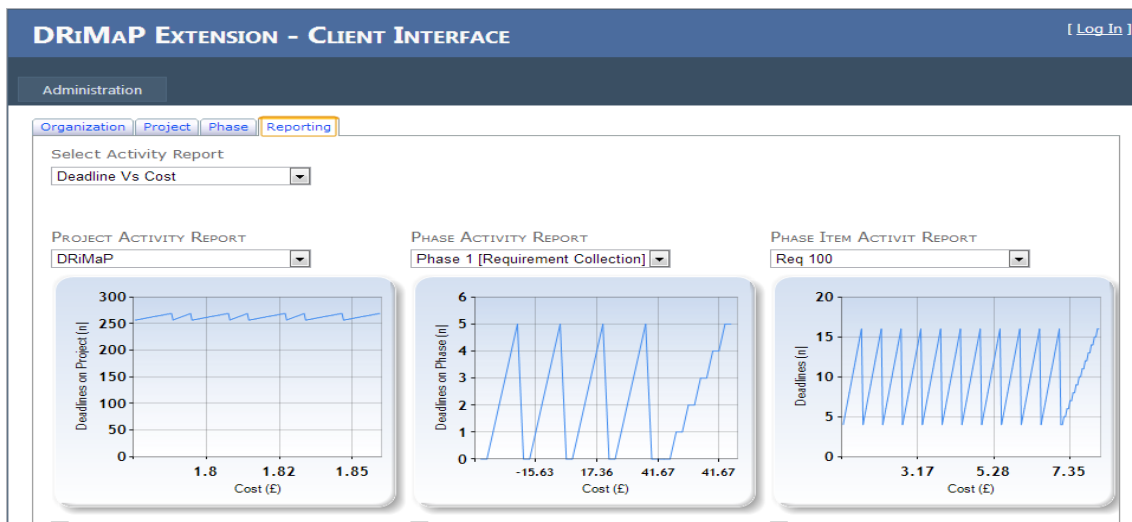 DRiMaP Extension - Client Interface
[ Log In ]
Administration
Organization Project Phase Reporting
Select Activity Report
Deadline Vs Cost
Project Activity Report
DRiMaP
300
250
200
150
100
50
0
Deadlines on Project [n]
1.8 1.82 1.85
Cost (£)
Phase Activity Report
Phase 1 [Requirement Collection]
6
5
4
3
2
1
0
Deadlines on Phase [n]
-15.63 17.36 41.67 41.67
Cost (£)
Phase Item Activit Report
Req 100
20
15
10
5
0
Deadlines [n]
3.17 5.28 7.35
Cost (£)